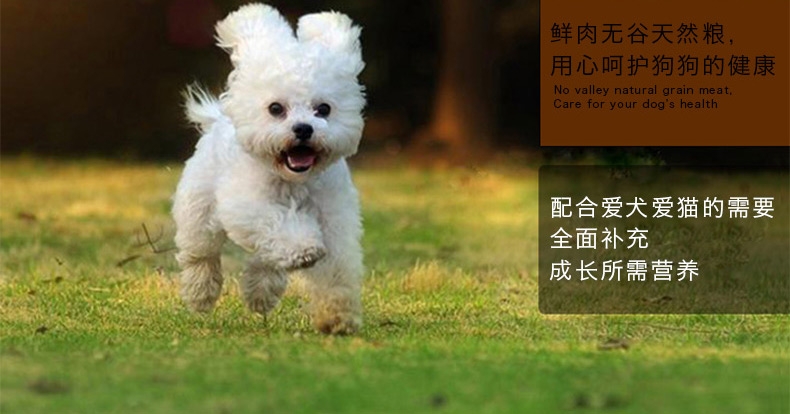 鲜肉无谷天然粮,
用心呵护狗狗的健康
No valley natural grain meat,
Care for your dog's health
配合爱犬爱猫的需要
全面补充
成长所需营养